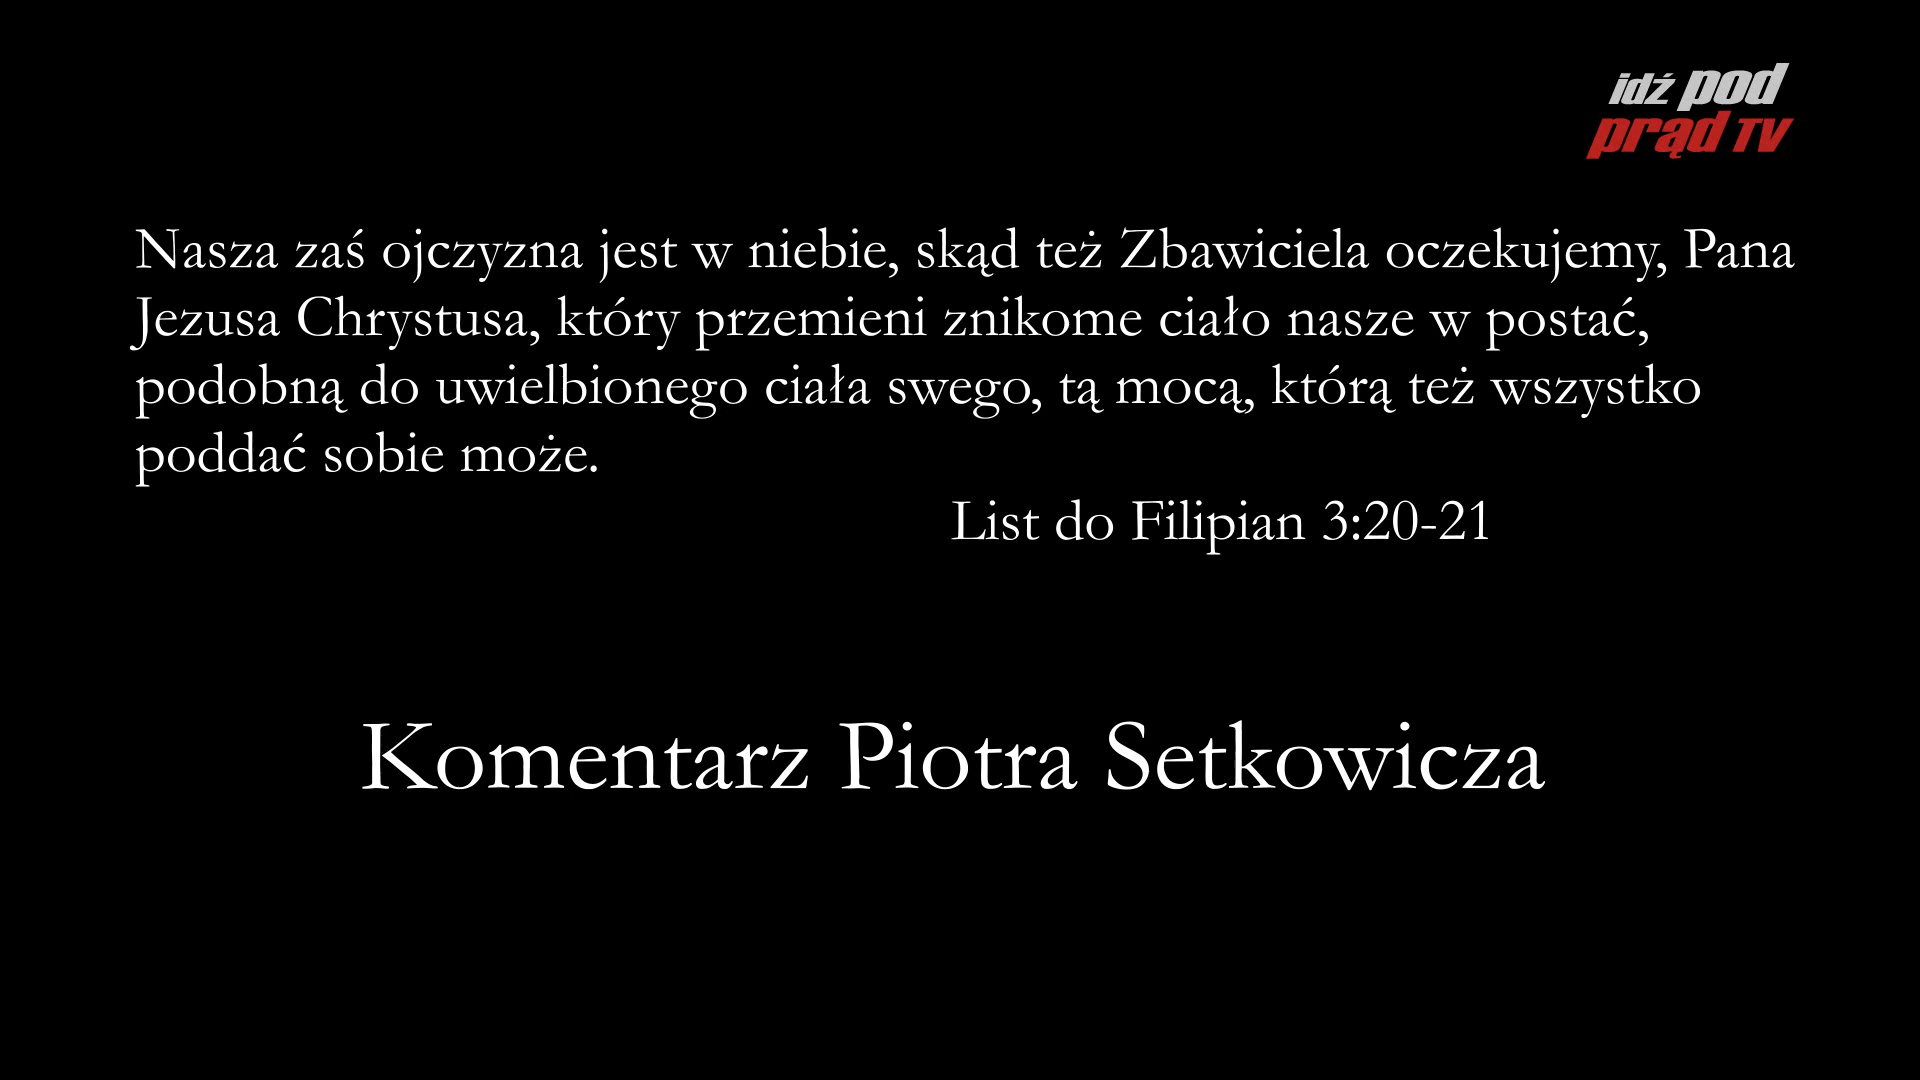 idź pod
prąd TV
Nasza zaś ojczyzna jest w niebie, skąd też Zbawiciela oczekujemy, Pana
Jezusa Chrystusa, który przemieni znikome ciało nasze w postać,
podobną do uwielbionego ciała swego, tą mocą, którą też wszystko
poddać sobie może.
List do Filipian 3:20-21
Komentarz Piotra Setkowicza